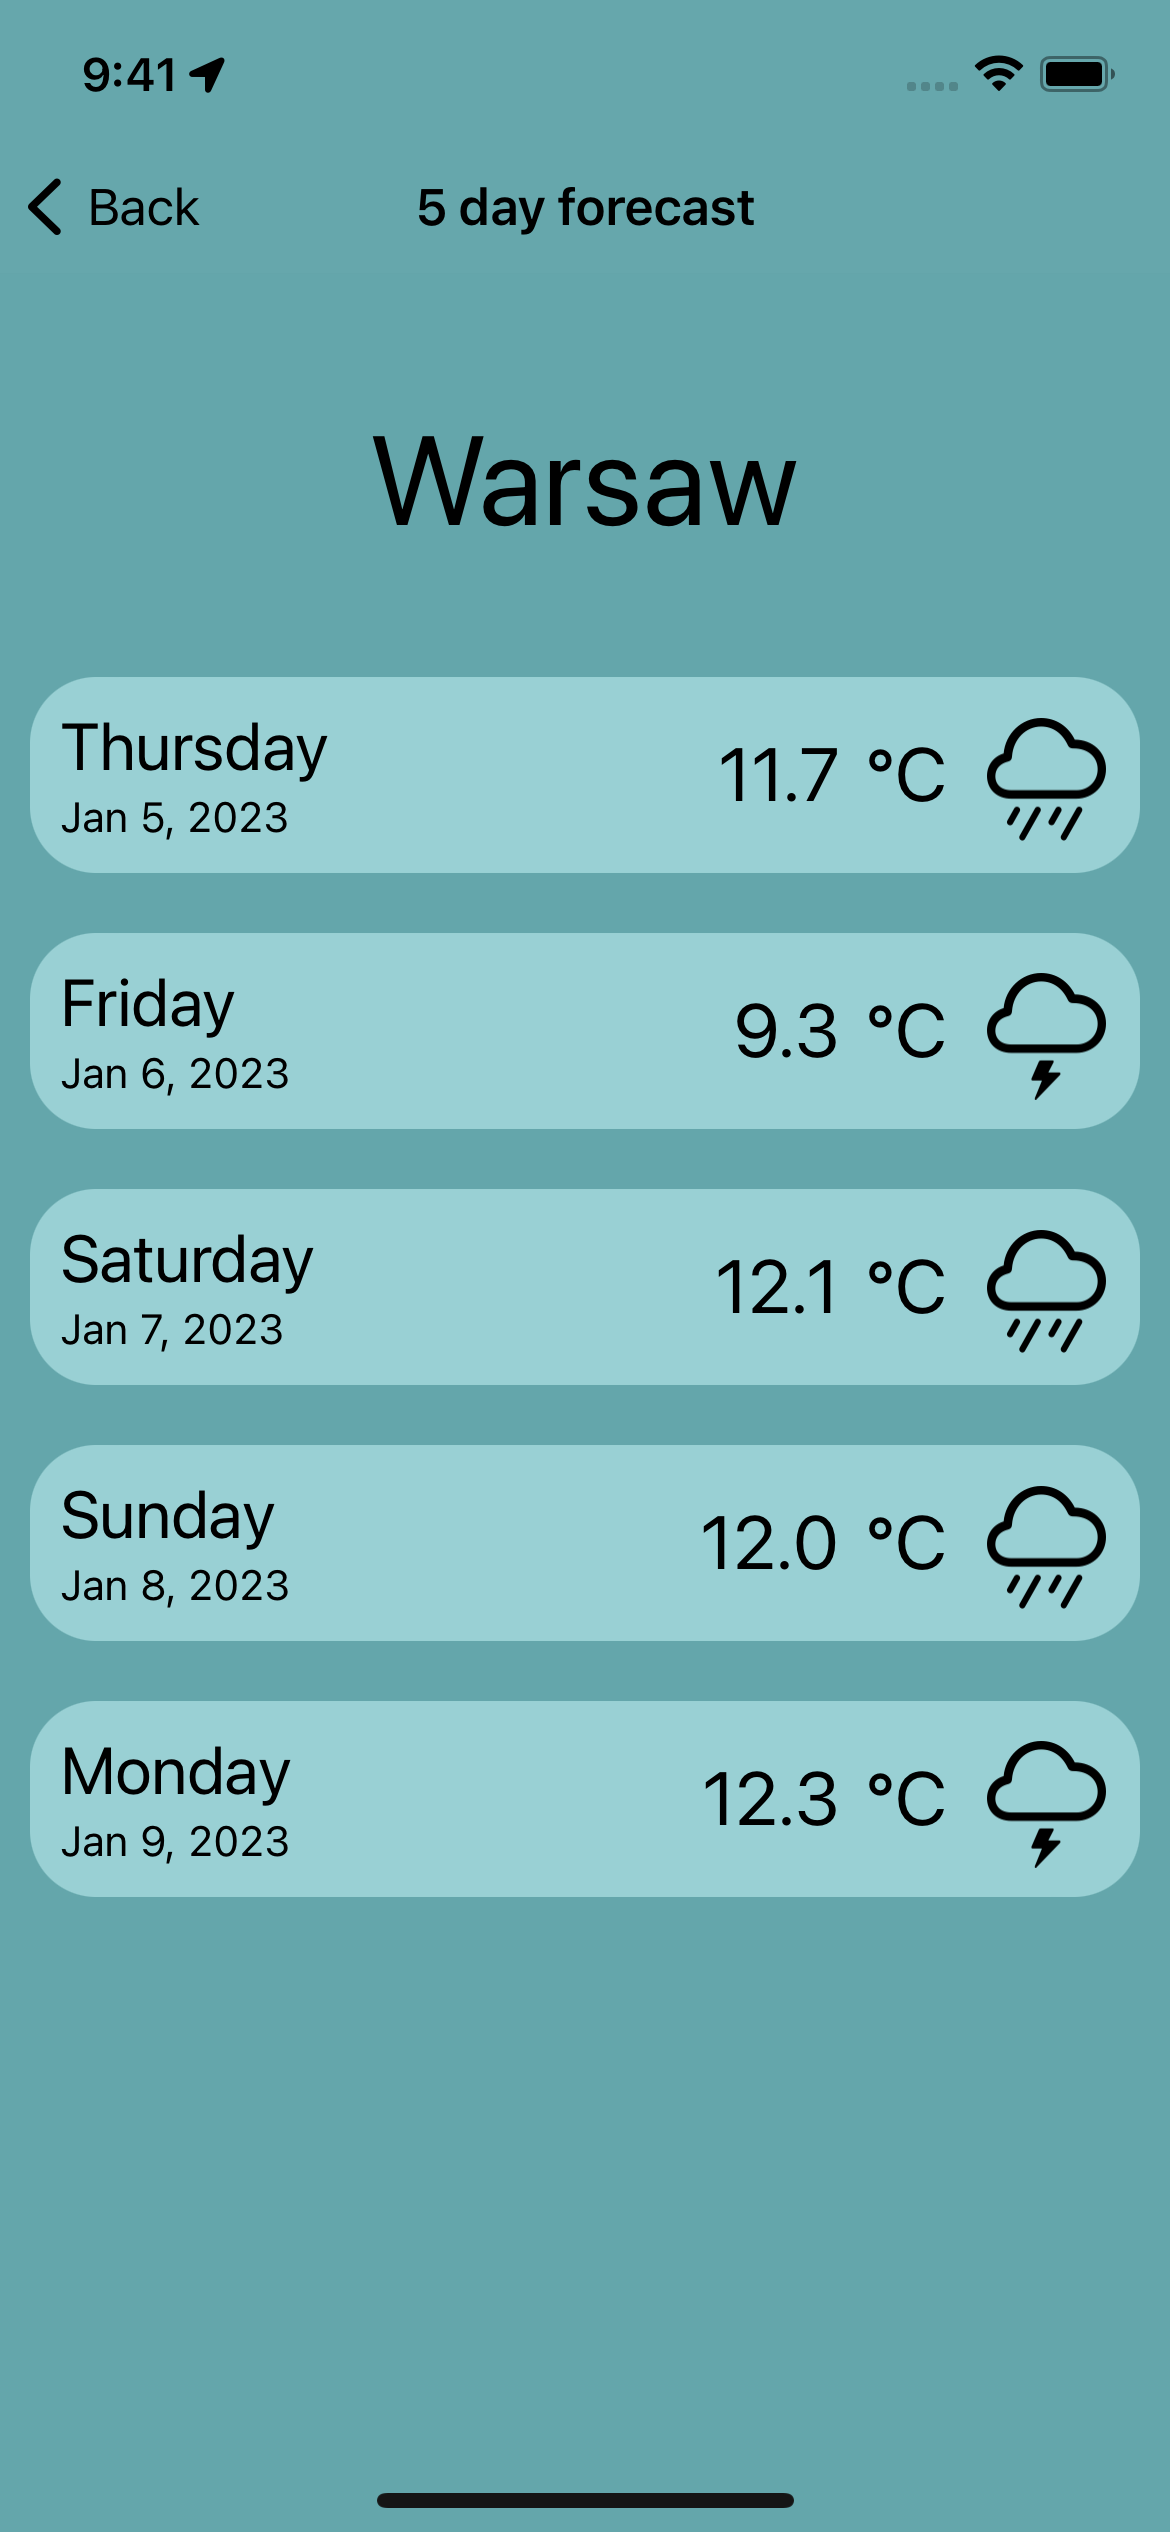 9:41
Back
5 day forecast
Warsaw
Thursday
Jan 5, 2023
11.7 °C
Friday
Jan 6, 2023
9.3 °C
Saturday
Jan 7, 2023
12.1 °C
Sunday
Jan 8, 2023
12.0 °C
Monday
Jan 9, 2023
12.3 °C